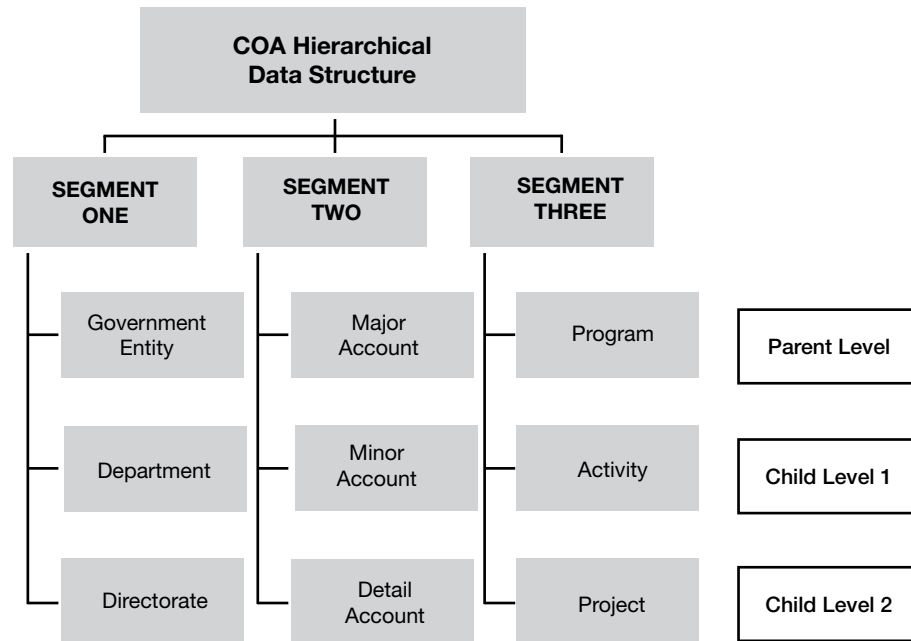 COA Hierarchical
Data Structure
SEGMENT
ONE
SEGMENT
TWO
SEGMENT
THREE
Government
Entity
Major
Account
Program
Parent Level
Department
Minor
Account
Activity
Child Level 1
Directorate
Detail
Account
Project
Child Level 2